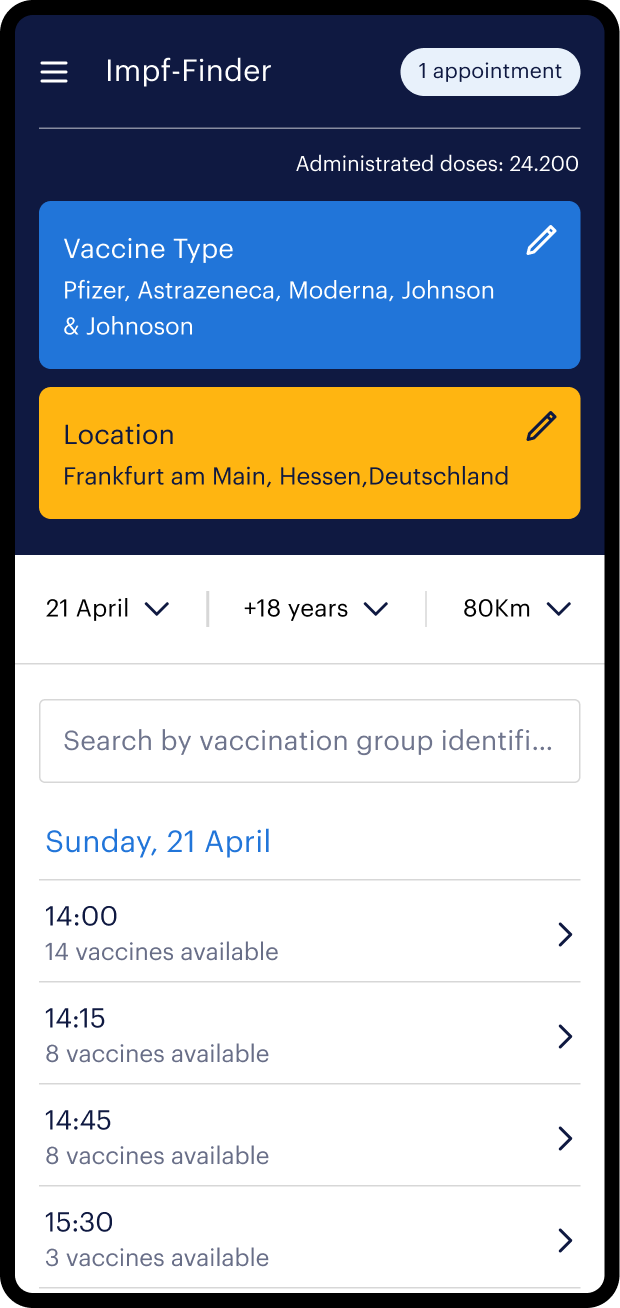 Impf-Finder
1 appointment
Administrated doses: 24.200
Vaccine Type
Pfizer, Astrazeneca, Moderna, Johnson
& Johnoson
Location
Frankfurt am Main, Hessen,Deutschland
21 April
+18 years
80Km
Search by vaccination group identifi...
Sunday, 21 April
14:00
14 vaccines available
14:15
8 vaccines available
14:45
8 vaccines available
15:30
3 vaccines available